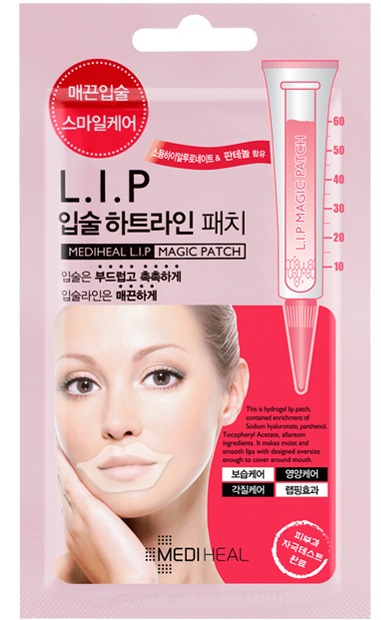 매끈입술
스마일케어
소듐하이알루로네이트 & 판테놀 함유
L.I.P
입술 하트라인 패치
MEDIHEAL L.I.P MAGIC PATCH
입술은 부드럽고 촉촉하게
입술라인은 매끈하게
60
50
40
30
20
10
L.I.P MAGIC PATCH
This is hydrogel lip patch,
contained enrichment of
Sodium hyaluronate, panthenol.
Tocopheryl Acetate, allantoin
ingredients. It makes moist and
smooth lips with designed oversize
enough to cover around mouth.
보습케어 영양케어
각질케어 랩핑효과
피부과
자극테스트
완료
MEDIHEAL